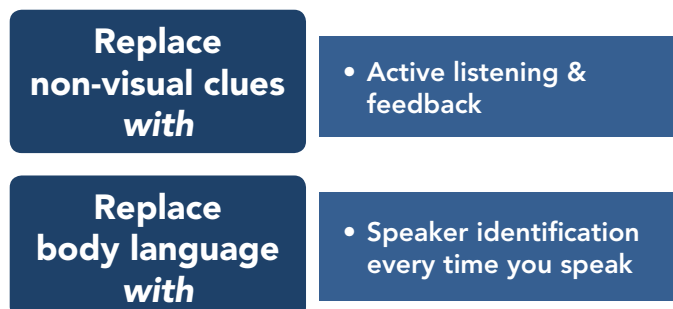 Replace
non-visual clues
with
• Active listening &
feedback
Replace
body language
with
• Speaker identification
every time you speak